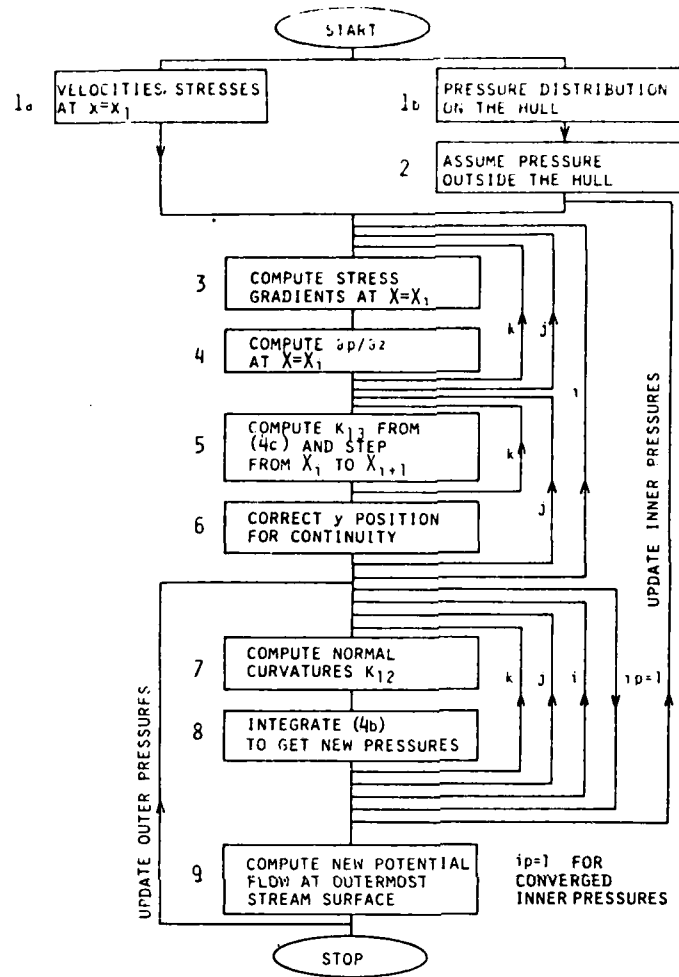 START
1a
VELOCITIES, STRESSES
AT X=X1
1b
PRESSURE DISTRIBUTION
ON THE HULL
2
ASSUME PRESSURE
OUTSIDE THE HULL
3
COMPUTE STRESS
GRADIENTS AT X=X1
k
j
i
4
COMPUTE ∂p/∂z
AT X=X1
5
COMPUTE K13 FROM
(4c) AND STEP
FROM X1 TO X1+1
k
j
6
CORRECT y POSITION
FOR CONTINUITY
UPDATE INNER PRESSURES
7
COMPUTE NORMAL
CURVATURES K12
k
j
i
ip=1
8
INTEGRATE (4b)
TO GET NEW PRESSURES
UPDATE OUTER PRESSURES
9
COMPUTE NEW POTENTIAL
FLOW AT OUTERMOST
STREAM SURFACE
ip=1 FOR
CONVERGED
INNER PRESSURES
STOP